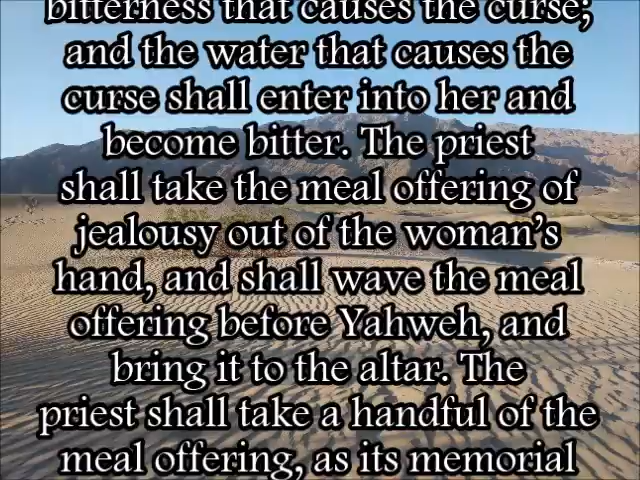 bitterness that causes the curse;
and the water that causes the
curse shall enter into her and
become bitter. The priest
shall take the meal offering of
jealousy out of the woman's
hand, and shall wave the meal
offering before Yahweh, and
bring it to the altar. The
priest shall take a handful of the
meal offering, as its memorial